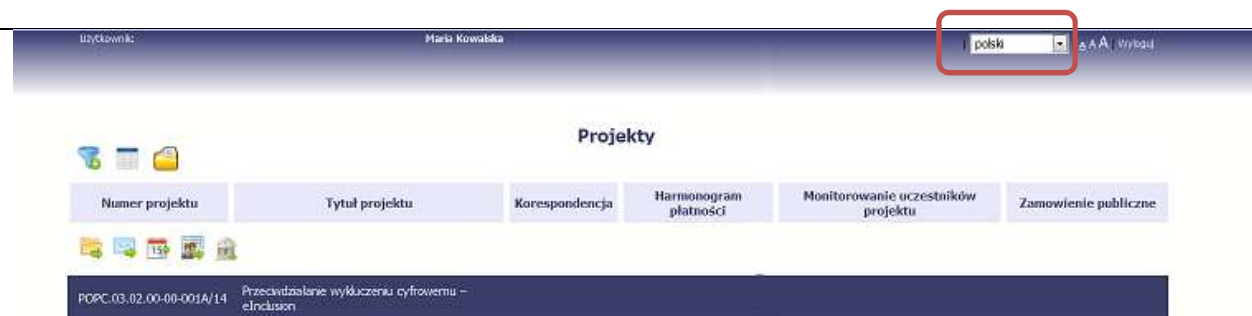 Użytkownik: Maria Kowalska | polski A A A | Wyloguj
Projekty
Numer projektu Tytuł projektu Korespondencja Harmonogram płatności Monitorowanie uczestników projektu Zamowienie publiczne
POPC.03.02.00-00-001A/14 Przeciwdziałanie wykluczeniu cyfrowemu – eInclusion